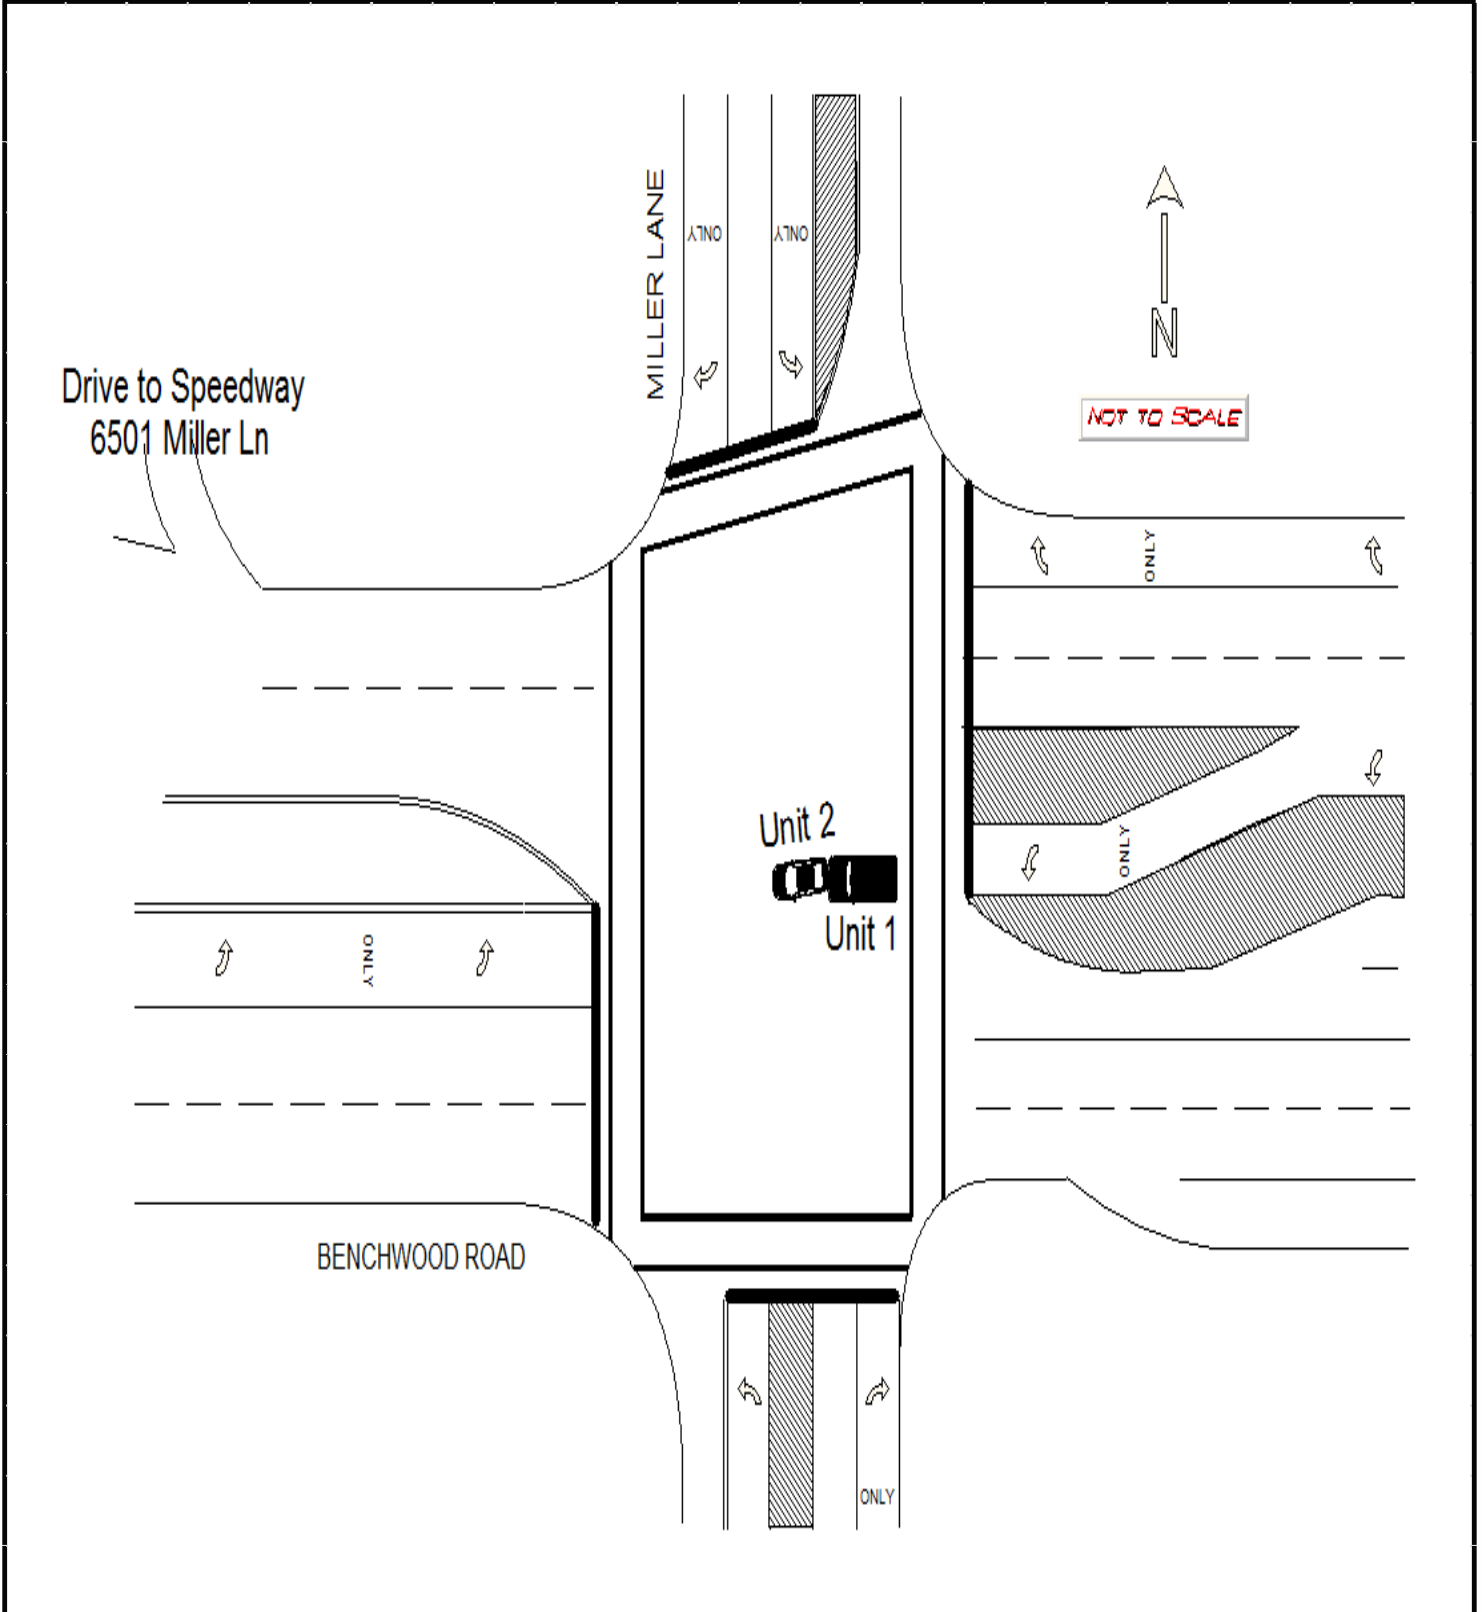 MILLER LANE
ONLY
ONLY
N
NOT TO SCALE
Drive to Speedway
6501 Miller Ln
ONLY
Unit 2
ONLY
Unit 1
ONLY
BENCHWOOD ROAD
ONLY